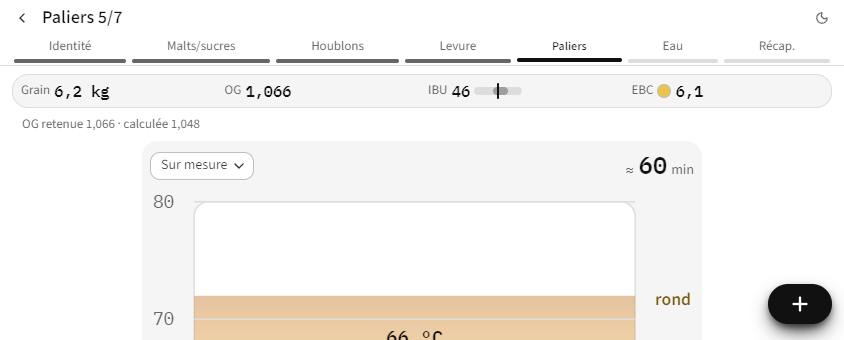 Paliers 5/7
Identité Malts/sucres Houblons Levure Paliers Eau Récap.
Grain 6,2 kg OG 1,066 IBU 46 EBC 6,1
OG retenue 1,066 · calculée 1,048
Sur mesure ≈ 60 min
80
rond
70
66 °C